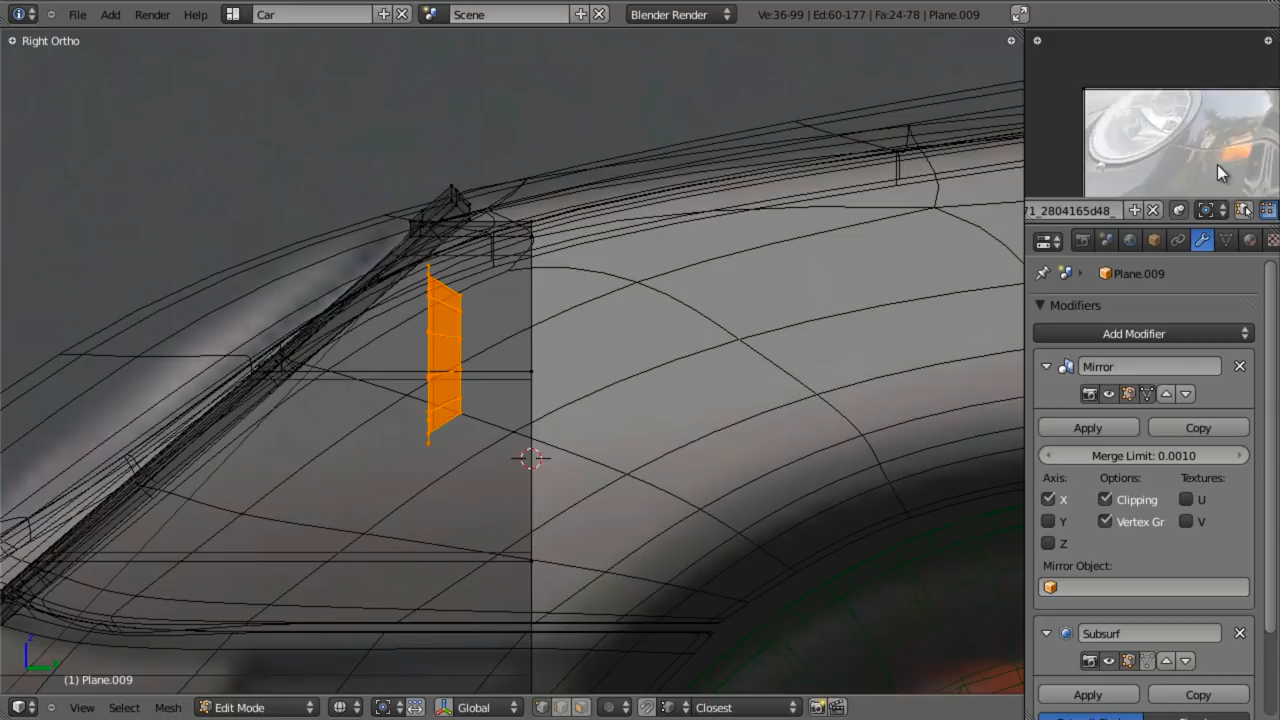 File Add Render Help Car Scene Blender Render Ve:36-99 | Ed:60-177 | Fa:24-78 | Plane.009
Right Ortho
71_2804165d48_
Plane.009
Modifiers
Add Modifier
Mirror
Apply Copy
Merge Limit: 0.0010
Axis: Options: Textures:
X Clipping U
Y Vertex Gr V
Z
Mirror Object:
Subsurf
z
(1) Plane.009
Apply Copy
View Select Mesh Edit Mode Global Closest